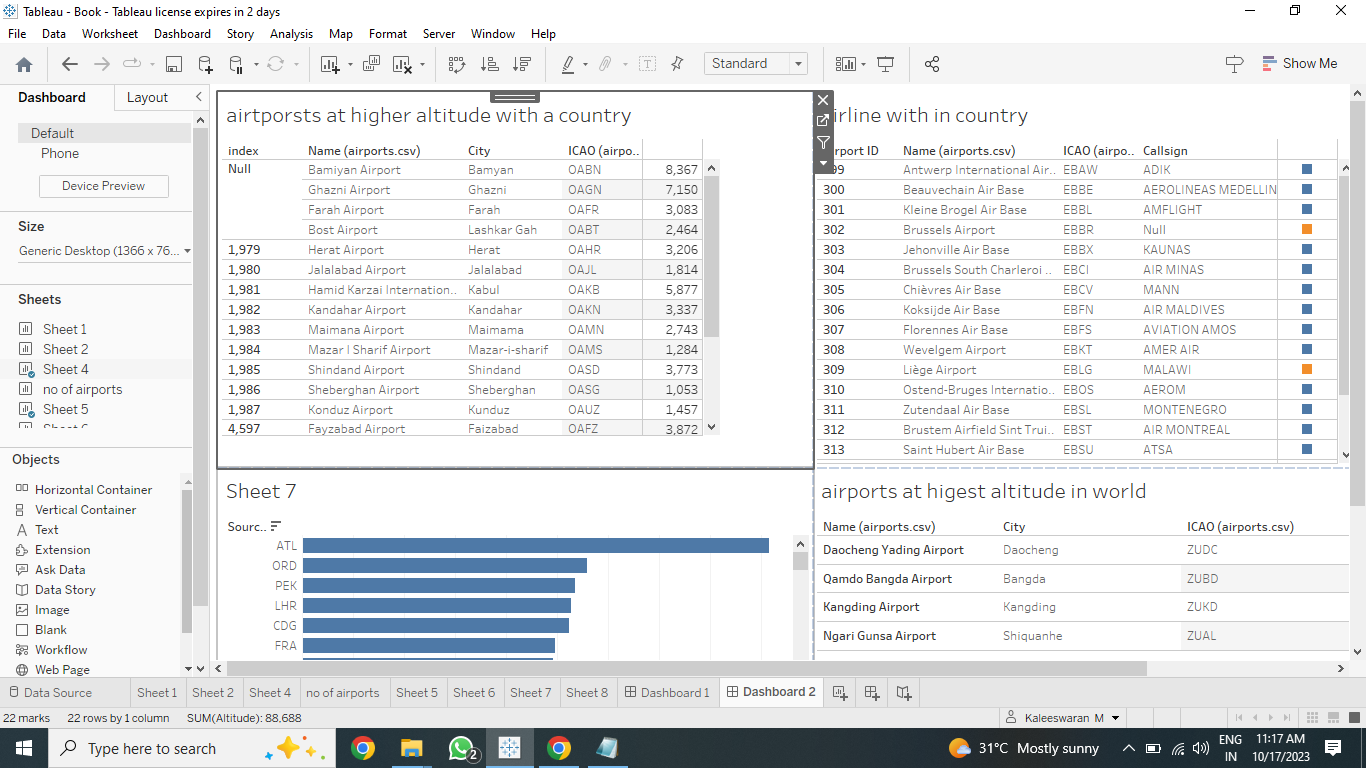 Tableau - Book - Tableau license expires in 2 days
File Data Worksheet Dashboard Story Analysis Map Format Server Window Help
Standard
Show Me
Dashboard Layout
Default
Phone
Device Preview
Size
Generic Desktop (1366 x 76...
Sheets
Sheet 1
Sheet 2
Sheet 4
no of airports
Sheet 5
Objects
Horizontal Container
Vertical Container
Text
Extension
Ask Data
Data Story
Image
Blank
Workflow
Web Page
airtporsts at higher altitude with a country
index Name (airports.csv) City ICAO (airpo..
Null Bamiyan Airport Bamyan OABN 8,367
Ghazni Airport Ghazni OAGN 7,150
Farah Airport Farah OAFR 3,083
Bost Airport Lashkar Gah OABT 2,464
1,979 Herat Airport Herat OAHR 3,206
1,980 Jalalabad Airport Jalalabad OAJL 1,814
1,981 Hamid Karzai Internation.. Kabul OAKB 5,877
1,982 Kandahar Airport Kandahar OAKN 3,337
1,983 Maimana Airport Maimama OAMN 2,743
1,984 Mazar I Sharif Airport Mazar-i-sharif OAMS 1,284
1,985 Shindand Airport Shindand OASD 3,773
1,986 Sheberghan Airport Sheberghan OASG 1,053
1,987 Konduz Airport Kunduz OAUZ 1,457
4,597 Fayzabad Airport Faizabad OAFZ 3,872
irline with in country
rport ID Name (airports.csv) ICAO (airpo.. Callsign
99 Antwerp International Air.. EBAW ADIK
300 Beauvechain Air Base EBBE AEROLINEAS MEDELLIN
301 Kleine Brogel Air Base EBBL AMFLIGHT
302 Brussels Airport EBBR Null
303 Jehonville Air Base EBBX KAUNAS
304 Brussels South Charleroi .. EBCI AIR MINAS
305 Chièvres Air Base EBCV MANN
306 Koksijde Air Base EBFN AIR MALDIVES
307 Florennes Air Base EBFS AVIATION AMOS
308 Wevelgem Airport EBKT AMER AIR
309 Liège Airport EBLG MALAWI
310 Ostend-Bruges Internatio.. EBOS AEROM
311 Zutendaal Air Base EBSL MONTENEGRO
312 Brustem Airfield Sint Trui.. EBST AIR MONTREAL
313 Saint Hubert Air Base EBSU ATSA
Sheet 7
Sourc..
ATL
ORD
PEK
LHR
CDG
FRA
airports at higest altitude in world
Name (airports.csv) City ICAO (airports.csv)
Daocheng Yading Airport Daocheng ZUDC
Qamdo Bangda Airport Bangda ZUBD
Kangding Airport Kangding ZUKD
Ngari Gunsa Airport Shiquanhe ZUAL
Data Source Sheet 1 Sheet 2 Sheet 4 no of airports Sheet 5 Sheet 6 Sheet 7 Sheet 8 Dashboard 1 Dashboard 2
22 marks 22 rows by 1 column SUM(Altitude): 88,688
Kaleeswaran M
Type here to search
2
31°C Mostly sunny
ENG
IN
11:17 AM
10/17/2023